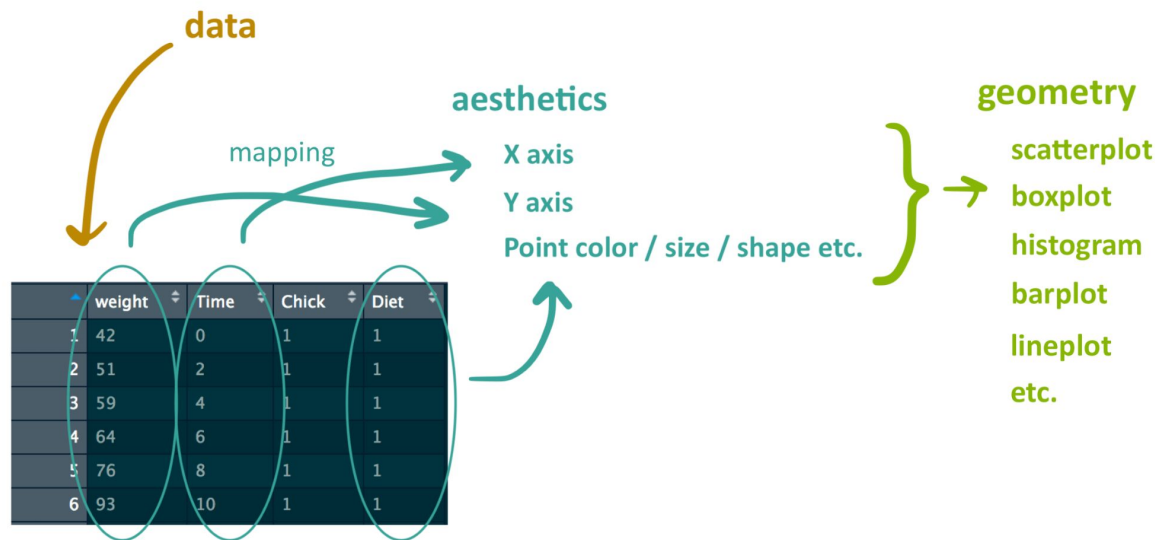 data
aesthetics
geometry
mapping
X axis
Y axis
Point color / size / shape etc.
scatterplot
boxplot
histogram
barplot
lineplot
etc.
weight Time Chick Diet
1 42 0 1 1
2 51 2 1 1
3 59 4 1 1
4 64 6 1 1
5 76 8 1 1
6 93 10 1 1